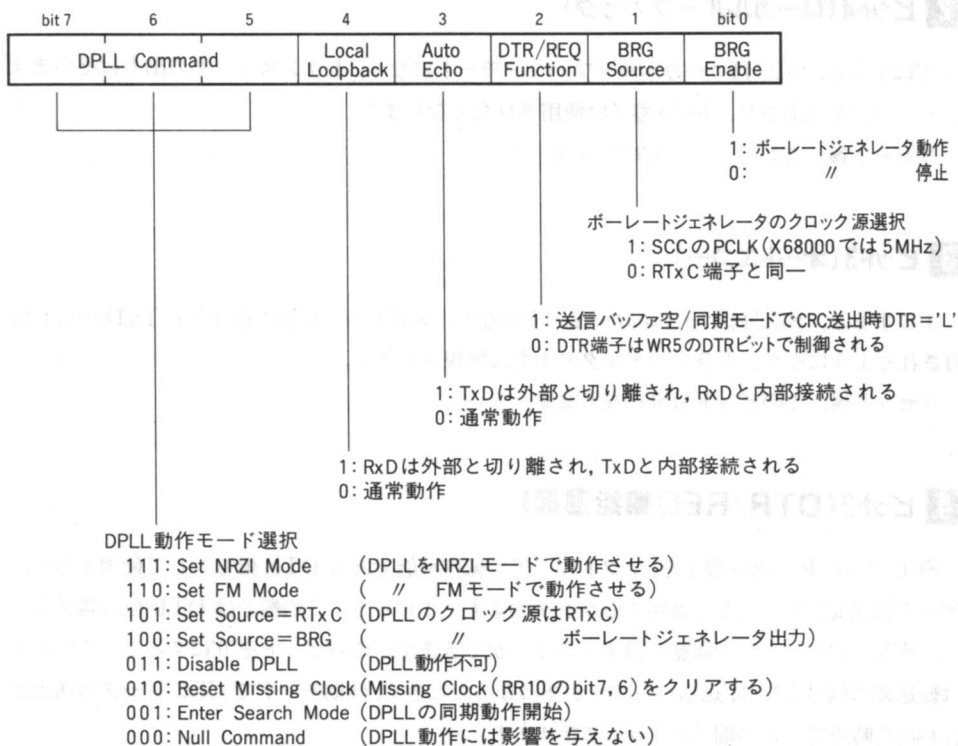 bit 7 6 5 4 3 2 1 bit 0
DPLL Command Local Loopback Auto Echo DTR/REQ Function BRG Source BRG Enable
1: ボーレートジェネレータ動作
0: 〃 停止
ボーレートジェネレータのクロック源選択
1: SCCのPCLK(X68000では5MHz)
0: RTxC端子と同一
1: 送信バッファ空/同期モードでCRC送出時DTR='L'
0: DTR端子はWR5のDTRビットで制御される
1: TxDは外部と切り離され, RxDと内部接続される
0: 通常動作
1: RxDは外部と切り離され, TxDと内部接続される
0: 通常動作
DPLL動作モード選択
111: Set NRZI Mode (DPLLをNRZIモードで動作させる)
110: Set FM Mode ( 〃 FMモードで動作させる)
101: Set Source=RTxC (DPLLのクロック源はRTxC)
100: Set Source=BRG ( 〃 ボーレートジェネレータ出力)
011: Disable DPLL (DPLL動作不可)
010: Reset Missing Clock (Missing Clock(RR10のbit7,6)をクリアする)
001: Enter Search Mode (DPLLの同期動作開始)
000: Null Command (DPLL動作には影響を与えない)